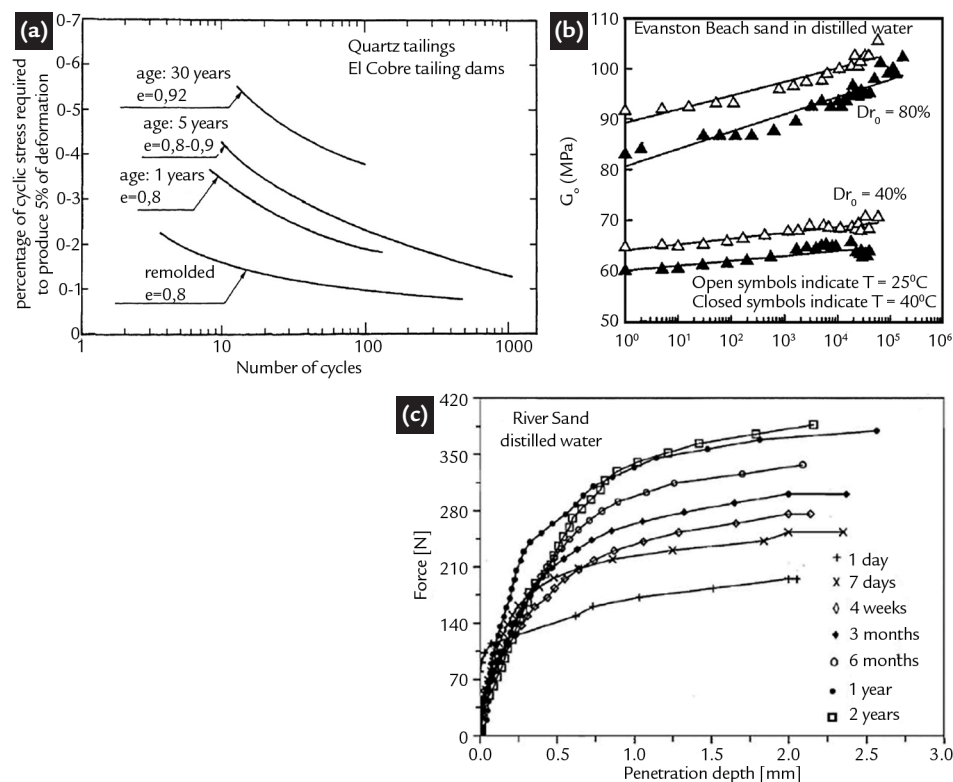 (a)
percentage of cyclic stress required
to produce 5% of deformation
0-7
0-6
0-5
0-4
0-3
0-2
0-1
0
Quartz tailings
El Cobre tailing dams
age: 30 years
e=0,92
age: 5 years
e=0,8-0,9
age: 1 years
e=0,8
remolded
e=0,8
1
10
100
1000
Number of cycles
(b)
Evanston Beach sand in distilled water
G₀ (MPa)
110
100
90
80
70
60
50
Dr₀ = 80%
Dr₀ = 40%
Open symbols indicate T = 25⁰C
Closed symbols indicate T = 40⁰C
10⁰ 10¹ 10² 10³ 10⁴ 10⁵ 10⁶
(c)
River Sand
distilled water
Force [N]
420
350
280
210
140
70
0
1 day
7 days
4 weeks
3 months
6 months
1 year
2 years
0.0 0.5 1.0 1.5 2.0 2.5 3.0
Penetration depth [mm]